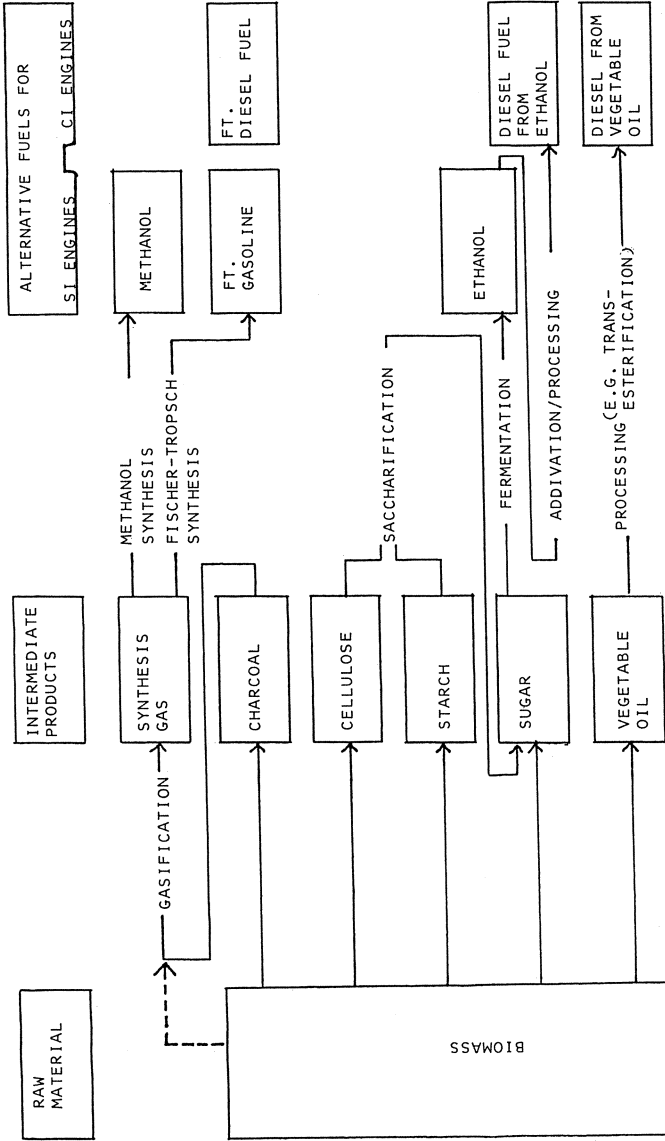 RAW
MATERIAL
INTERMEDIATE
PRODUCTS
ALTERNATIVE FUELS FOR
SI ENGINES
CI ENGINES
BIOMASS
GASIFICATION
SYNTHESIS
GAS
METHANOL
SYNTHESIS
FISCHER-TROPSCH
SYNTHESIS
METHANOL
FT.
GASOLINE
FT.
DIESEL FUEL
CHARCOAL
CELLULOSE
STARCH
SACCHARIFICATION
SUGAR
FERMENTATION
ETHANOL
ADDIVATION/PROCESSING
DIESEL FUEL
FROM
ETHANOL
VEGETABLE
OIL
PROCESSING (E.G. TRANS-
ESTERIFICATION)
DIESEL FROM
VEGETABLE
OIL